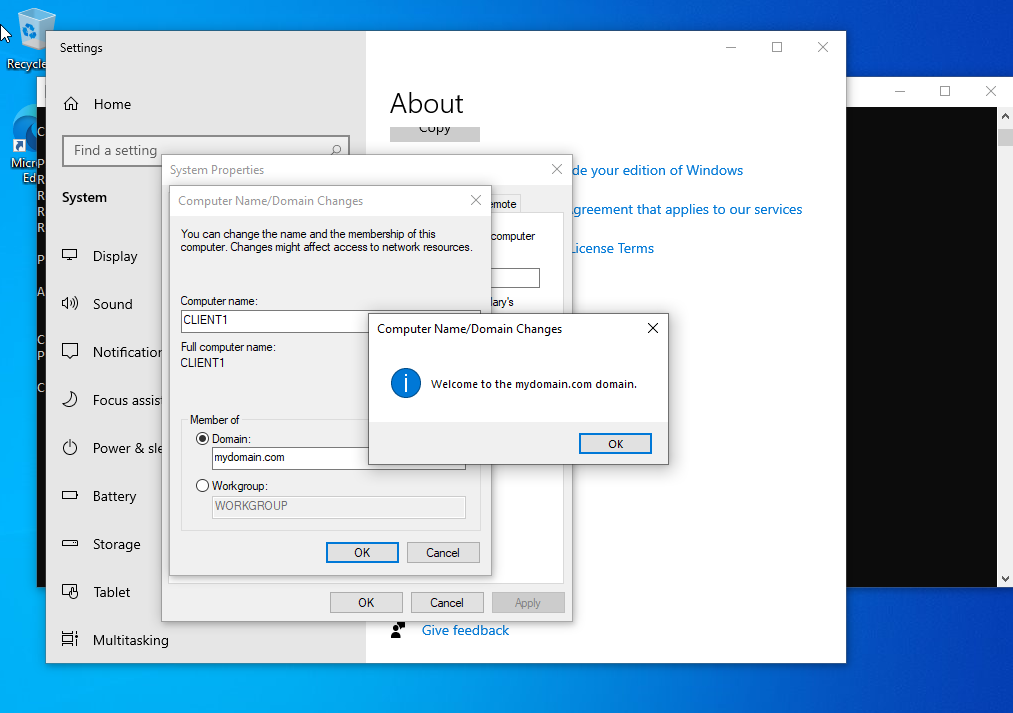 Settings
Home
Find a setting
System
Display
Sound
Notification
Focus assist
Power & sle
Battery
Storage
Tablet
Multitasking
About
Copy
de your edition of Windows
greement that applies to our services
License Terms
Give feedback
System Properties
emote
computer
lary's
OK
Cancel
Apply
Computer Name/Domain Changes
You can change the name and the membership of this
computer. Changes might affect access to network resources.
Computer name:
CLIENT1
Full computer name:
CLIENT1
Member of
Domain:
mydomain.com
Workgroup:
WORKGROUP
OK
Cancel
Computer Name/Domain Changes
Welcome to the mydomain.com domain.
OK
Recycle
Micr
Ed
C
P
R
R
R
R
P
A
C
P
C